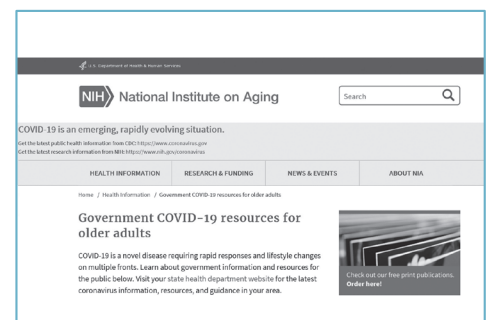 U.S. Department of Health & Human Services
NIH National Institute on Aging
Search
COVID-19 is an emerging, rapidly evolving situation.
Get the latest public health information from CDC: https://www.coronavirus.gov
Get the latest research information from NIH: https://www.nih.gov/coronavirus
HEALTH INFORMATION RESEARCH & FUNDING NEWS & EVENTS ABOUT NIA
Home / Health Information / Government COVID-19 resources for older adults
Government COVID-19 resources for
older adults
COVID-19 is a novel disease requiring rapid responses and lifestyle changes
on multiple fronts. Learn about government information and resources for
the public below. Visit your state health department website for the latest
coronavirus information, resources, and guidance in your area.
Check out our free print publications.
Order here!